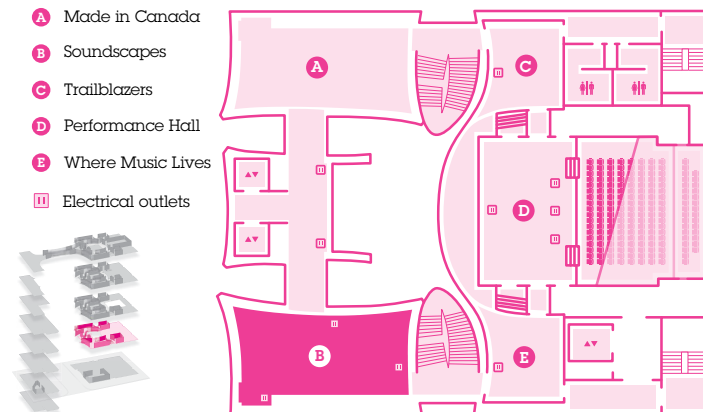 A Made in Canada
B Soundscapes
C Trailblazers
D Performance Hall
E Where Music Lives
Electrical outlets
A
C
D
B
E